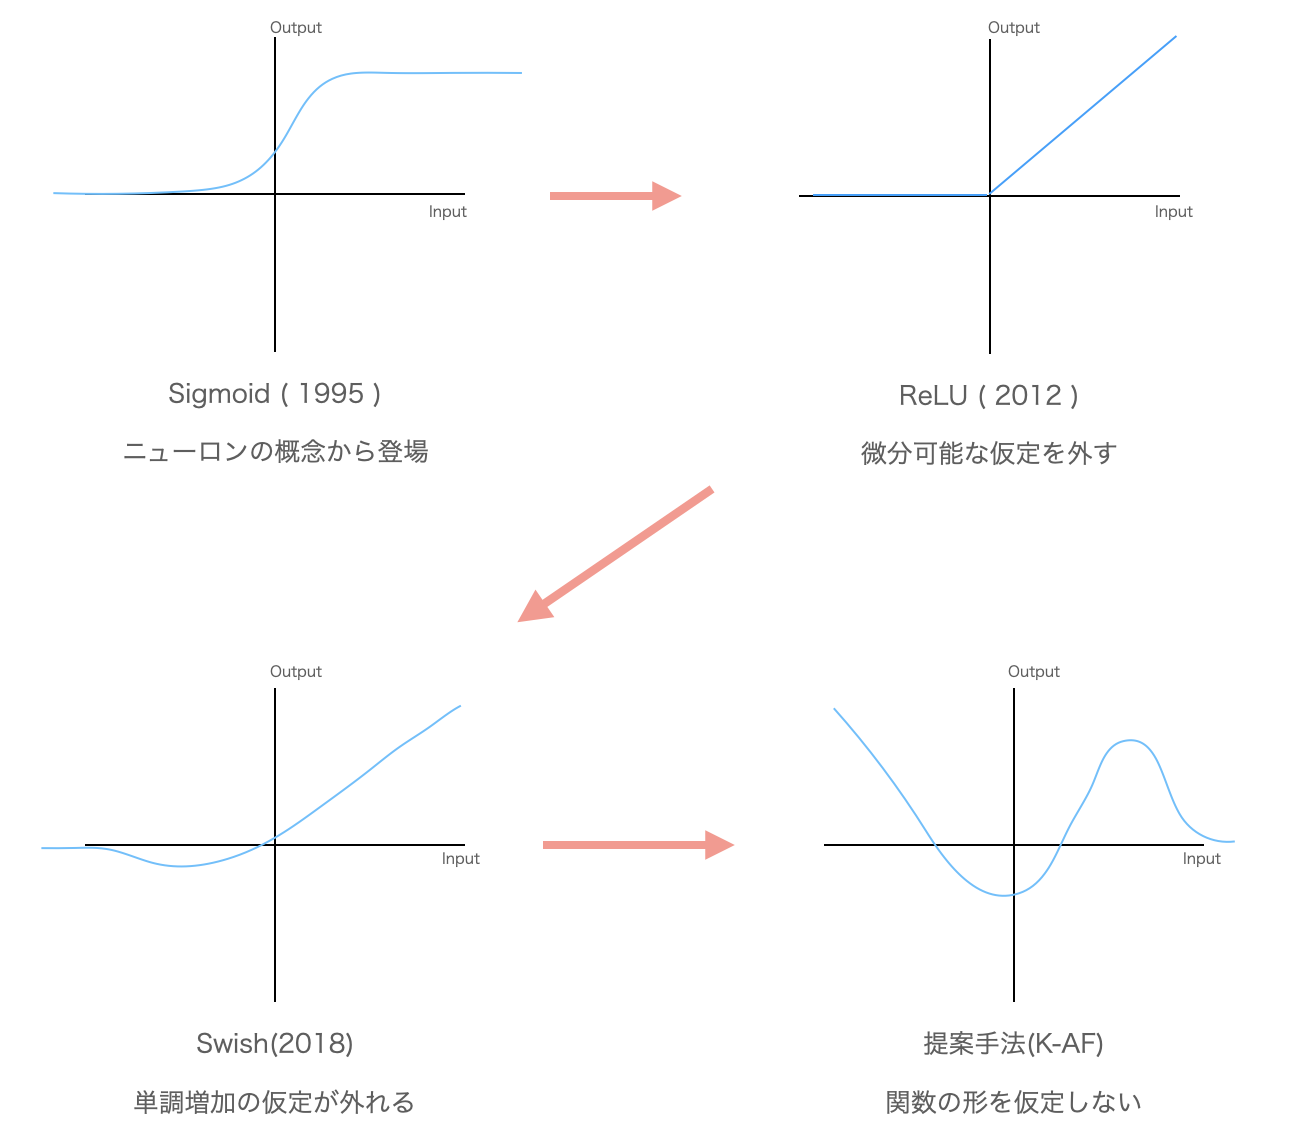 Output
Output
Input
Input
Sigmoid ( 1995 )
ReLU ( 2012 )
ニューロンの概念から登場
微分可能な仮定を外す
Output
Output
Input
Input
Swish(2018)
提案手法(K-AF)
単調増加の仮定が外れる
関数の形を仮定しない